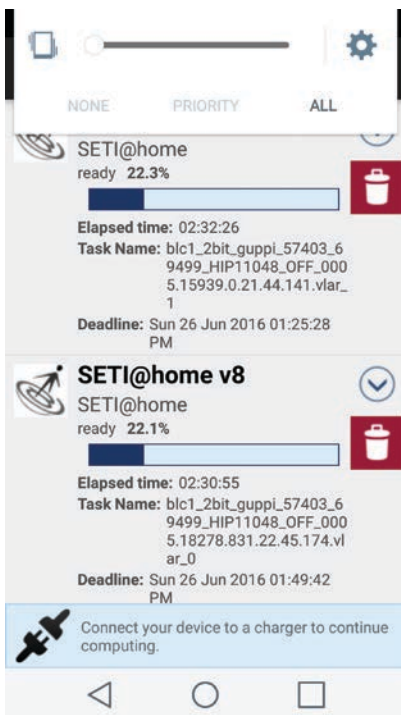 NONE PRIORITY ALL
SETI@home
ready 22.3%
Elapsed time: 02:32:26
Task Name: blc1_2bit_guppi_57403_6
9499_HIP11048_OFF_000
5.15939.0.21.44.141.vlar_
1
Deadline: Sun 26 Jun 2016 01:25:28
PM
SETI@home v8
SETI@home
ready 22.1%
Elapsed time: 02:30:55
Task Name: blc1_2bit_guppi_57403_6
9499_HIP11048_OFF_000
5.18278.831.22.45.174.vl
ar_0
Deadline: Sun 26 Jun 2016 01:49:42
PM
Connect your device to a charger to continue
computing.